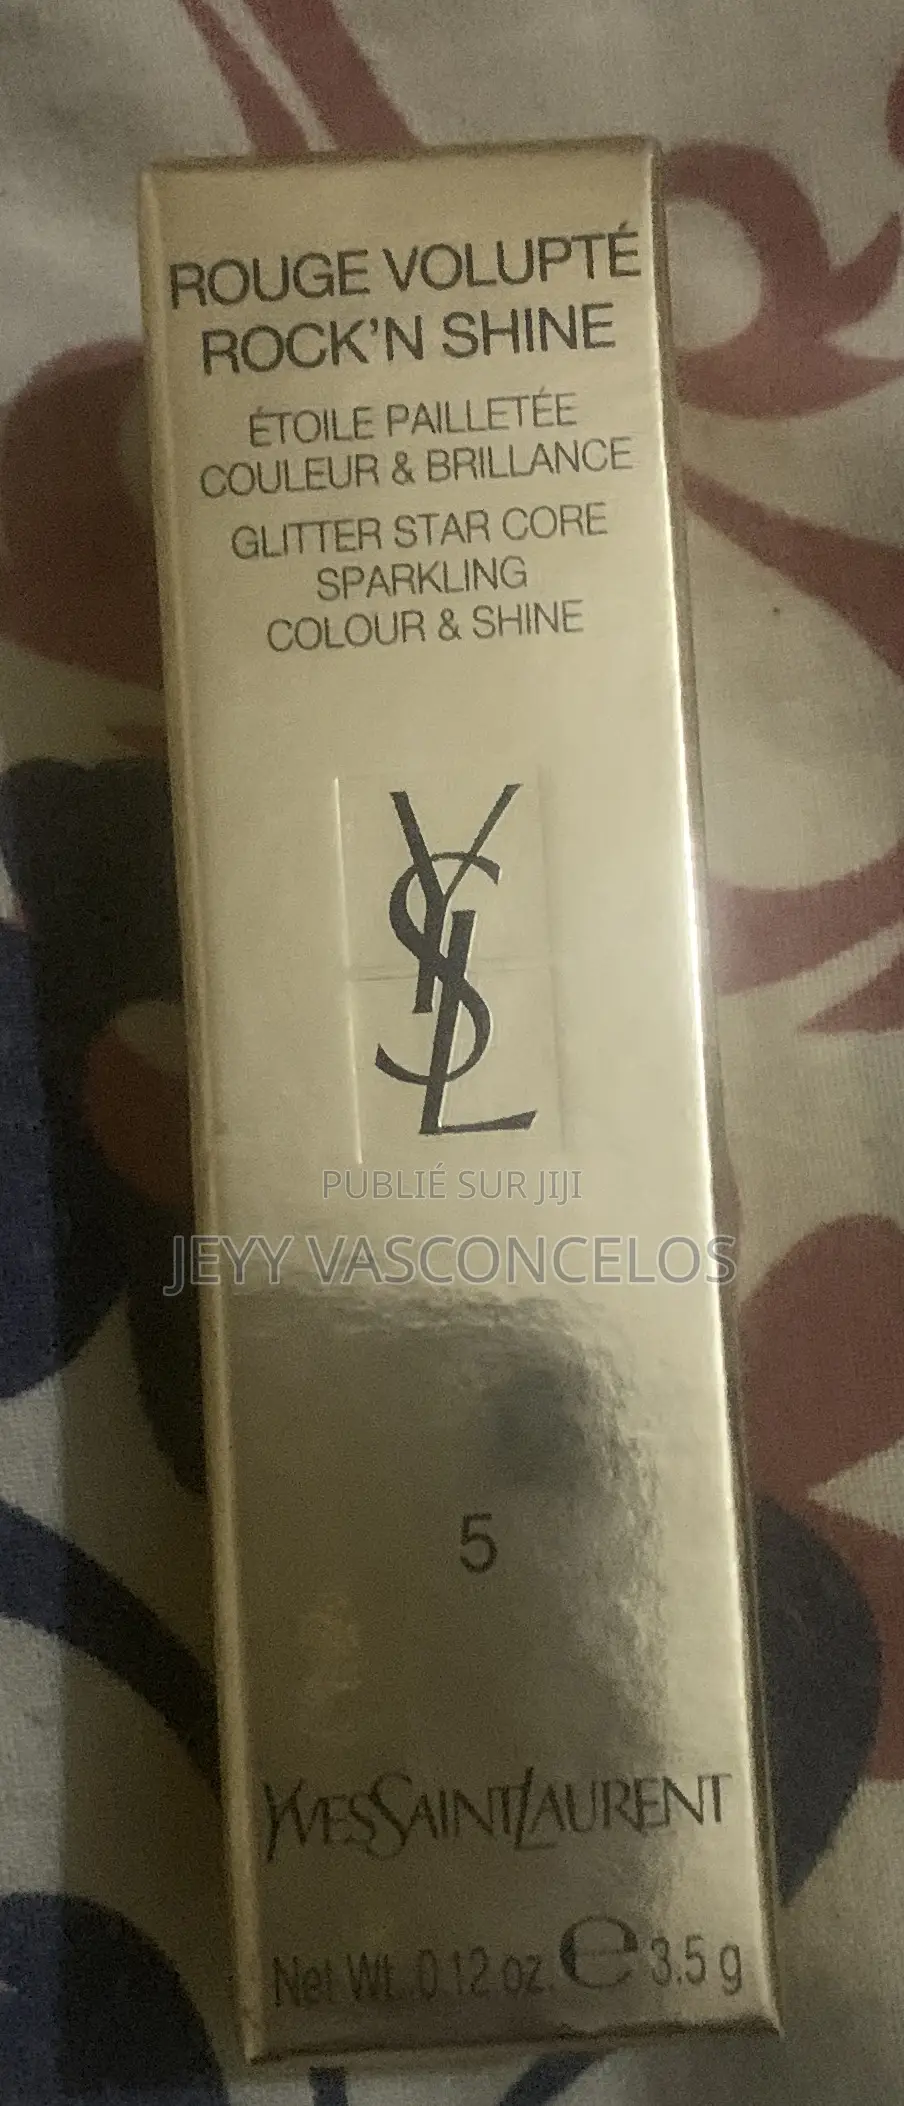 ROUGE VOLUPTÉ
ROCK'N SHINE
ÉTOILE PAILLETÉE
COULEUR & BRILLANCE
GLITTER STAR CORE
SPARKLING
COLOUR & SHINE
YSL
PUBLIÉ SUR JIJI
JEYY VASCONCELOS
5
YVESSAINTLAURENT
Net Wt. 0.12 oz. ℮ 3.5 g